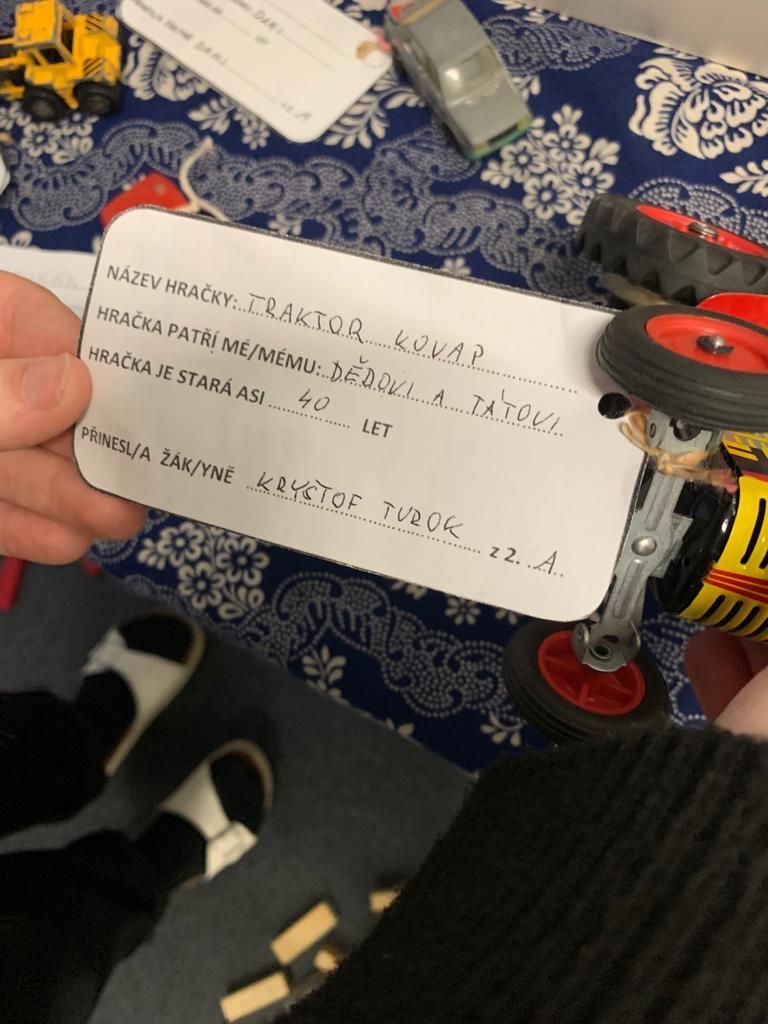 NÁZEV HRAČKY: TRAKTOR KOVAP
HRAČKA PATŘÍ MÉ/MÉMU: DĚDOVI A TÁTOVI
HRAČKA JE STARÁ ASI 40 LET
PŘINESL/A ŽÁK/YNĚ KRYŠTOF TUROK z 2. A.